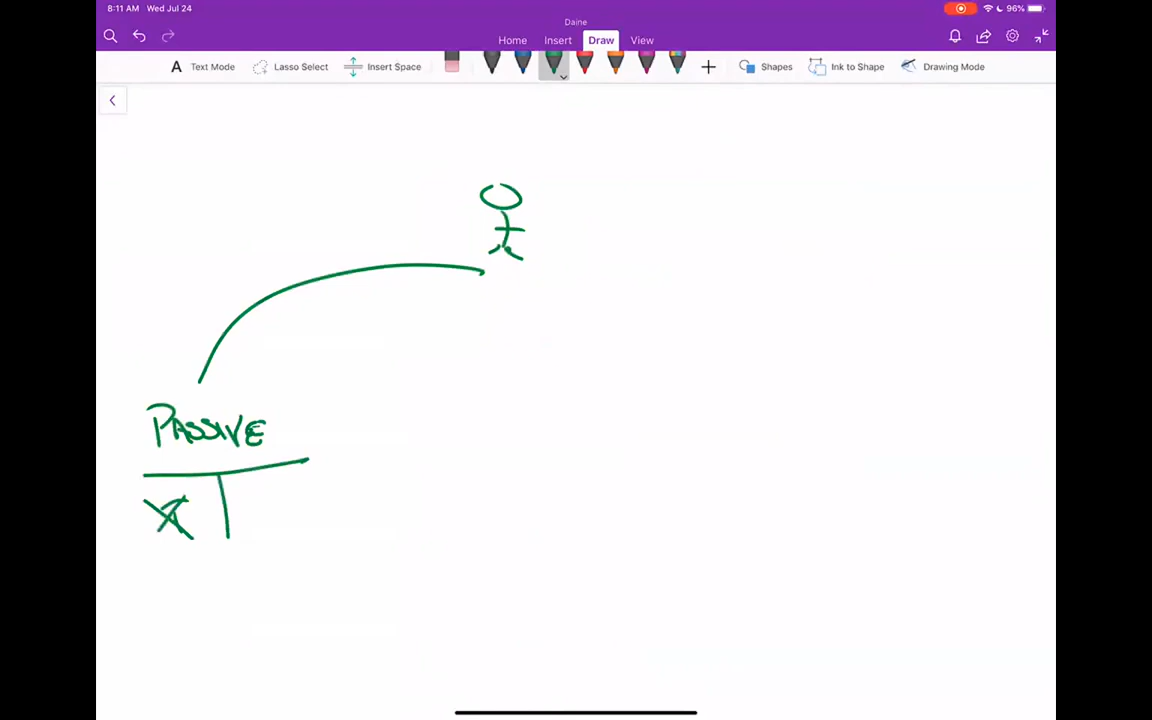 8:11 AM Wed Jul 24
96%
Daine
Home Insert Draw View
A Text Mode Lasso Select Insert Space Shapes Ink to Shape Drawing Mode
PASSIVE